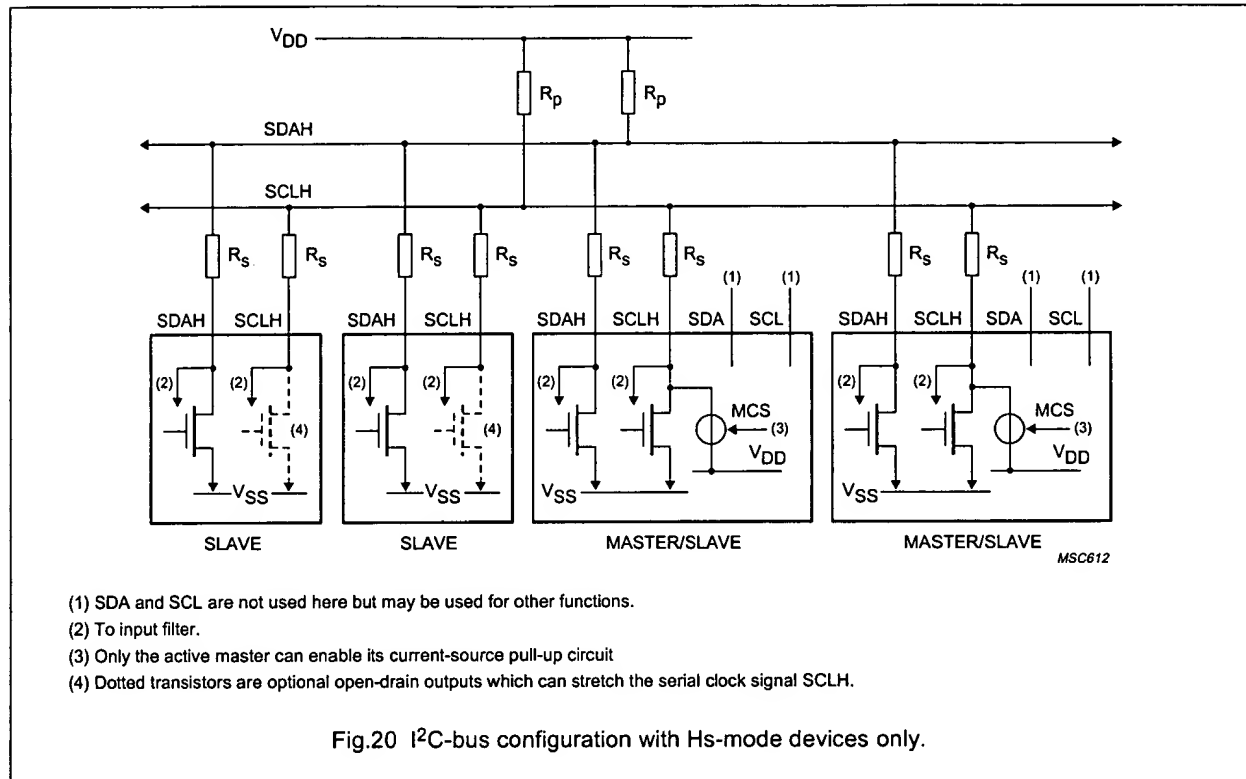 VDD
Rp Rp
SDAH
SCLH
Rs Rs Rs Rs Rs Rs Rs Rs
(1) (1) (1) (1)
SDAH SCLH SDAH SCLH SDAH SCLH SDA SCL SDAH SCLH SDA SCL
(2) (2) (2) (2) (2) (2) (2) (2)
MCS MCS
(4) (4) (3) (3)
VDD VDD
VSS VSS VSS VSS
SLAVE SLAVE MASTER/SLAVE MASTER/SLAVE
MSC612
(1) SDA and SCL are not used here but may be used for other functions.
(2) To input filter.
(3) Only the active master can enable its current-source pull-up circuit
(4) Dotted transistors are optional open-drain outputs which can stretch the serial clock signal SCLH.
Fig.20 I2C-bus configuration with Hs-mode devices only.